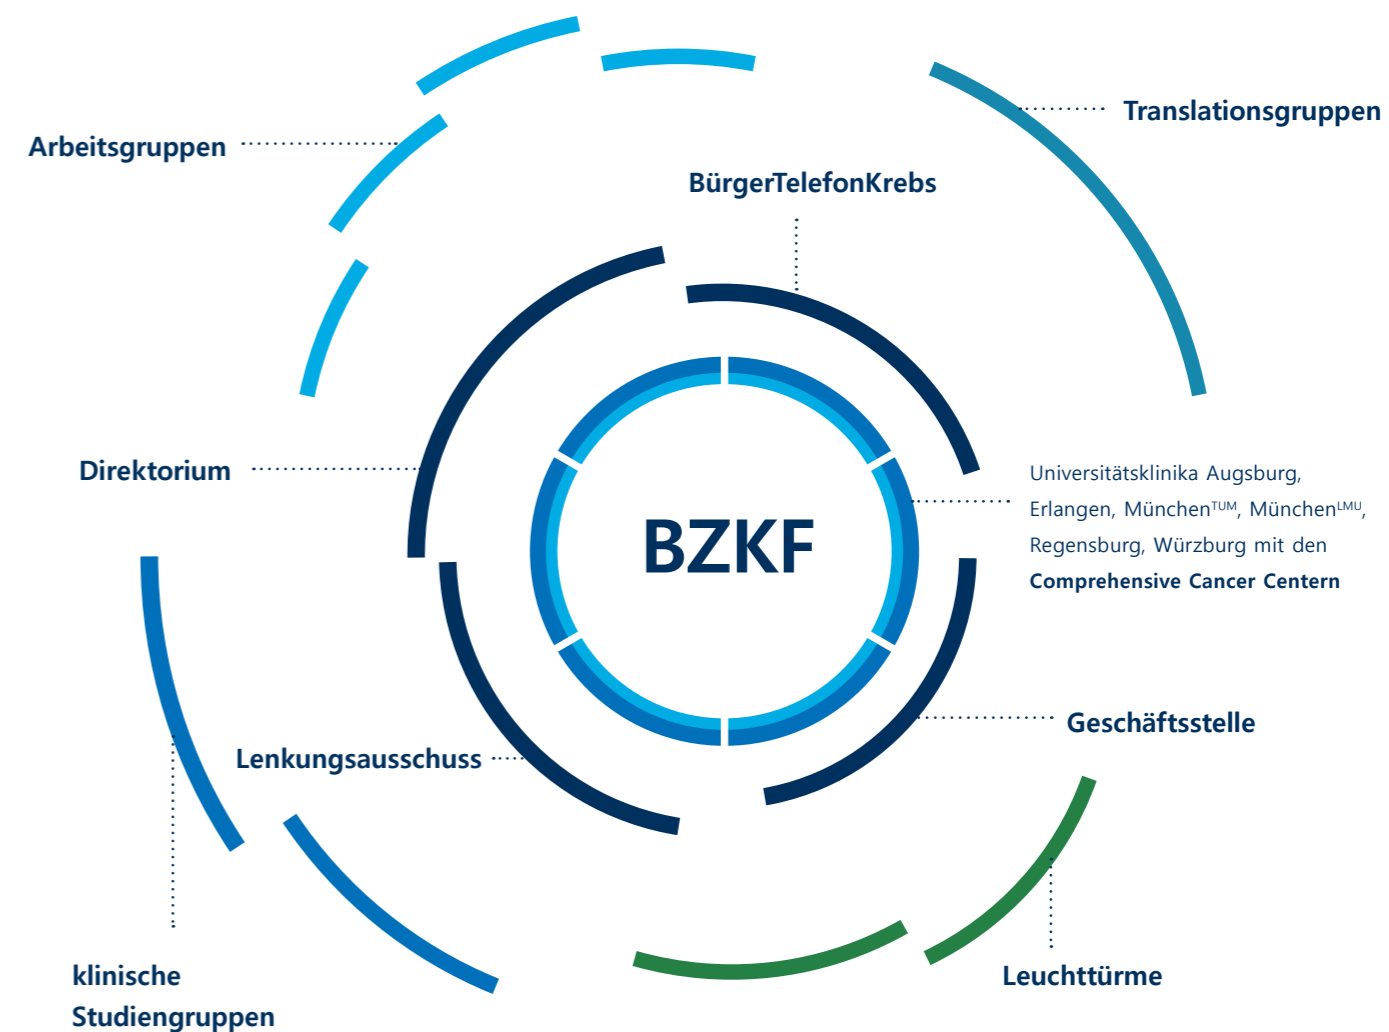 Translationsgruppen
Arbeitsgruppen
BürgerTelefonKrebs
Direktorium
BZKF
Universitätsklinika Augsburg,
Erlangen, Münchenᵀᵁᴹ, Münchenᴸᴹᵁ,
Regensburg, Würzburg mit den
Comprehensive Cancer Centern
Geschäftsstelle
Lenkungsausschuss
klinische
Studiengruppen
Leuchttürme